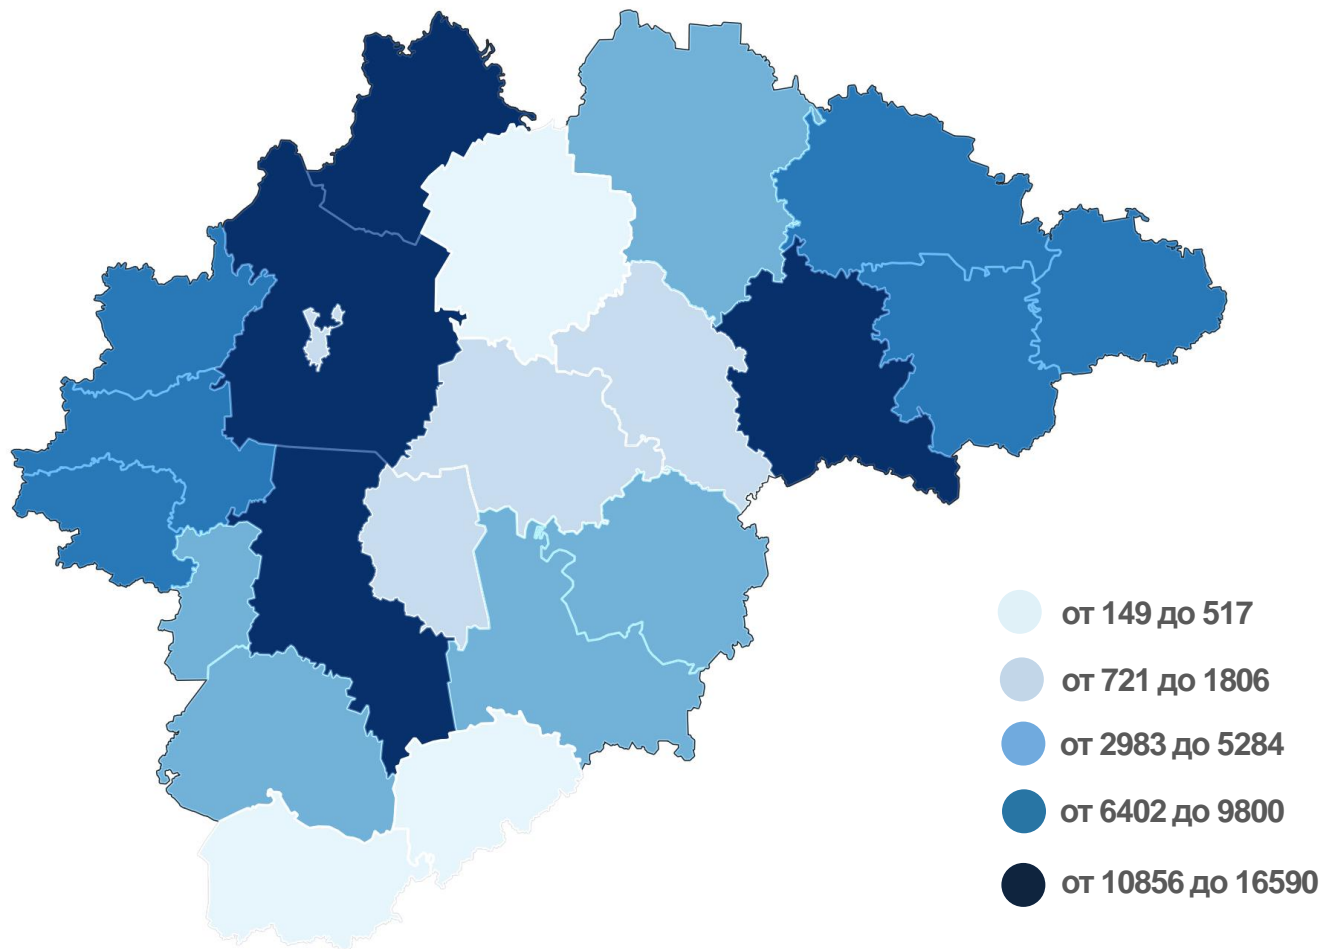 от 149 до 517
от 721 до 1806
от 2983 до 5284
от 6402 до 9800
от 10856 до 16590